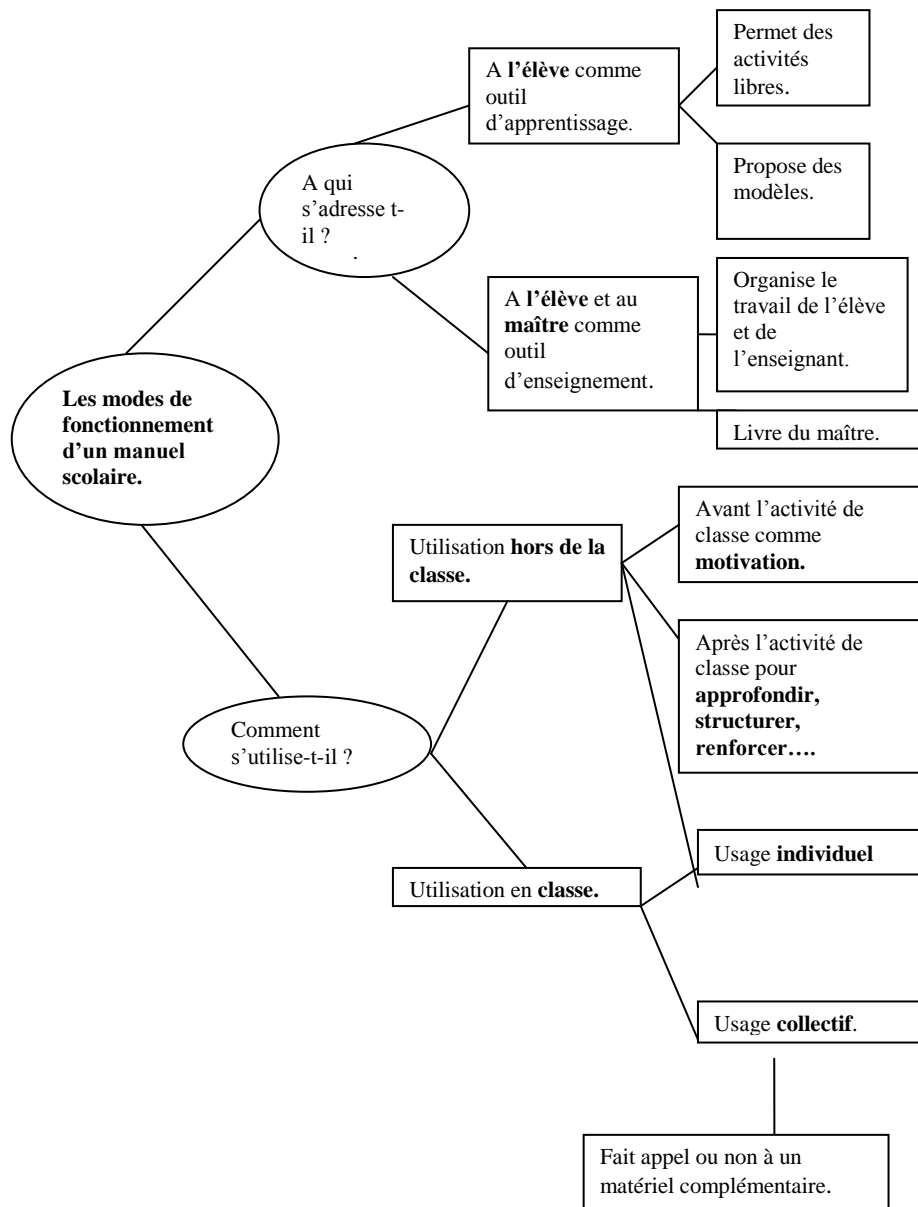 Permet des
activités
libres.
A l'élève comme
outil
d'apprentissage.
Propose des
modèles.
A qui
s'adresse t-
il ?
.
Organise le
travail de l'élève
et de
l'enseignant.
A l'élève et au
maître comme
outil
d'enseignement.
Livre du maître.
Les modes de
fonctionnement
d'un manuel
scolaire.
Avant l'activité de
classe comme
motivation.
Utilisation hors de la
classe.
Après l'activité de
classe pour
approfondir,
structurer,
renforcer….
Comment
s'utilise-t-il ?
Usage individuel
Utilisation en classe.
Usage collectif.
Fait appel ou non à un
matériel complémentaire.